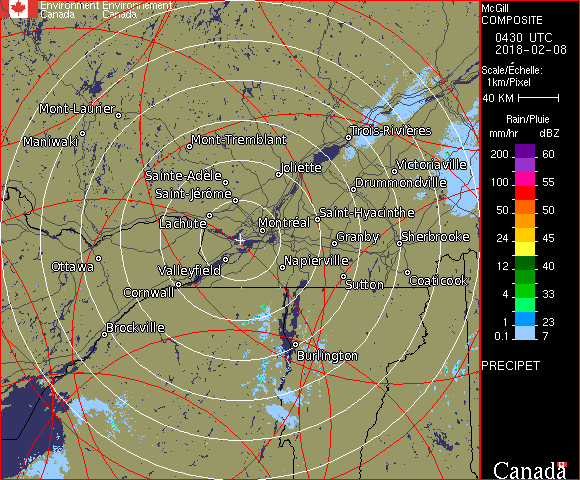 Environment Environnement
Canada Canada
McGill
COMPOSITE
0430 UTC
2018-02-08
Scale/Échelle:
1km/Pixel
40 KM
Rain/Pluie
mm/hr dBZ
200 60
55
100 55
50 50
24 45
12 40
4 33
1 23
0.1 7
PRECIPET
Canada
Mont-Laurier
Maniwaki
Mont-Tremblant
Trois-Rivières
Sainte-Adèle
Joliette
Victoriaville
Saint-Jérôme
Drummondville
Lachute
Montréal
Saint-Hyacinthe
Granby
Sherbrooke
Ottawa
Valleyfield
Napierville
Cornwall
Sutton
Coaticook
Brockville
Burlington